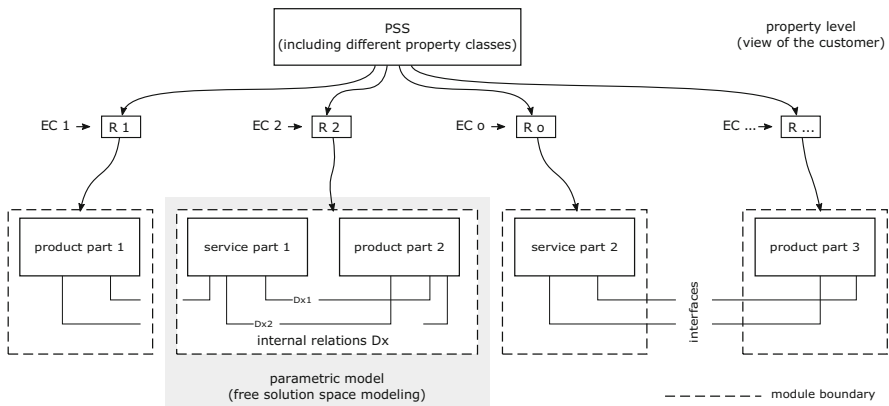 PSS
(including different property classes)
property level
(view of the customer)
EC 1
R 1
EC 2
R 2
EC o
R o
EC ...
R ...
product part 1
service part 1
product part 2
service part 2
product part 3
Dx1
Dx2
internal relations Dx
interfaces
parametric model
(free solution space modeling)
module boundary